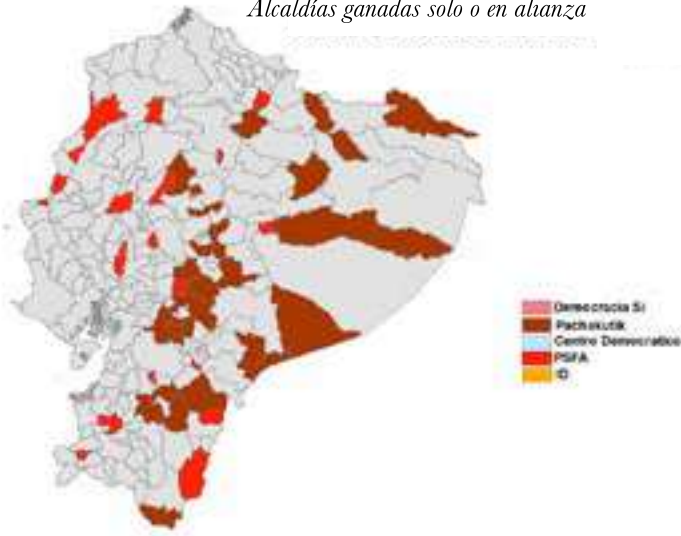 Alcaldías ganadas solo o en alianza
Democracia Si
Pachakutik
Centro Democratico
PSFA
ID